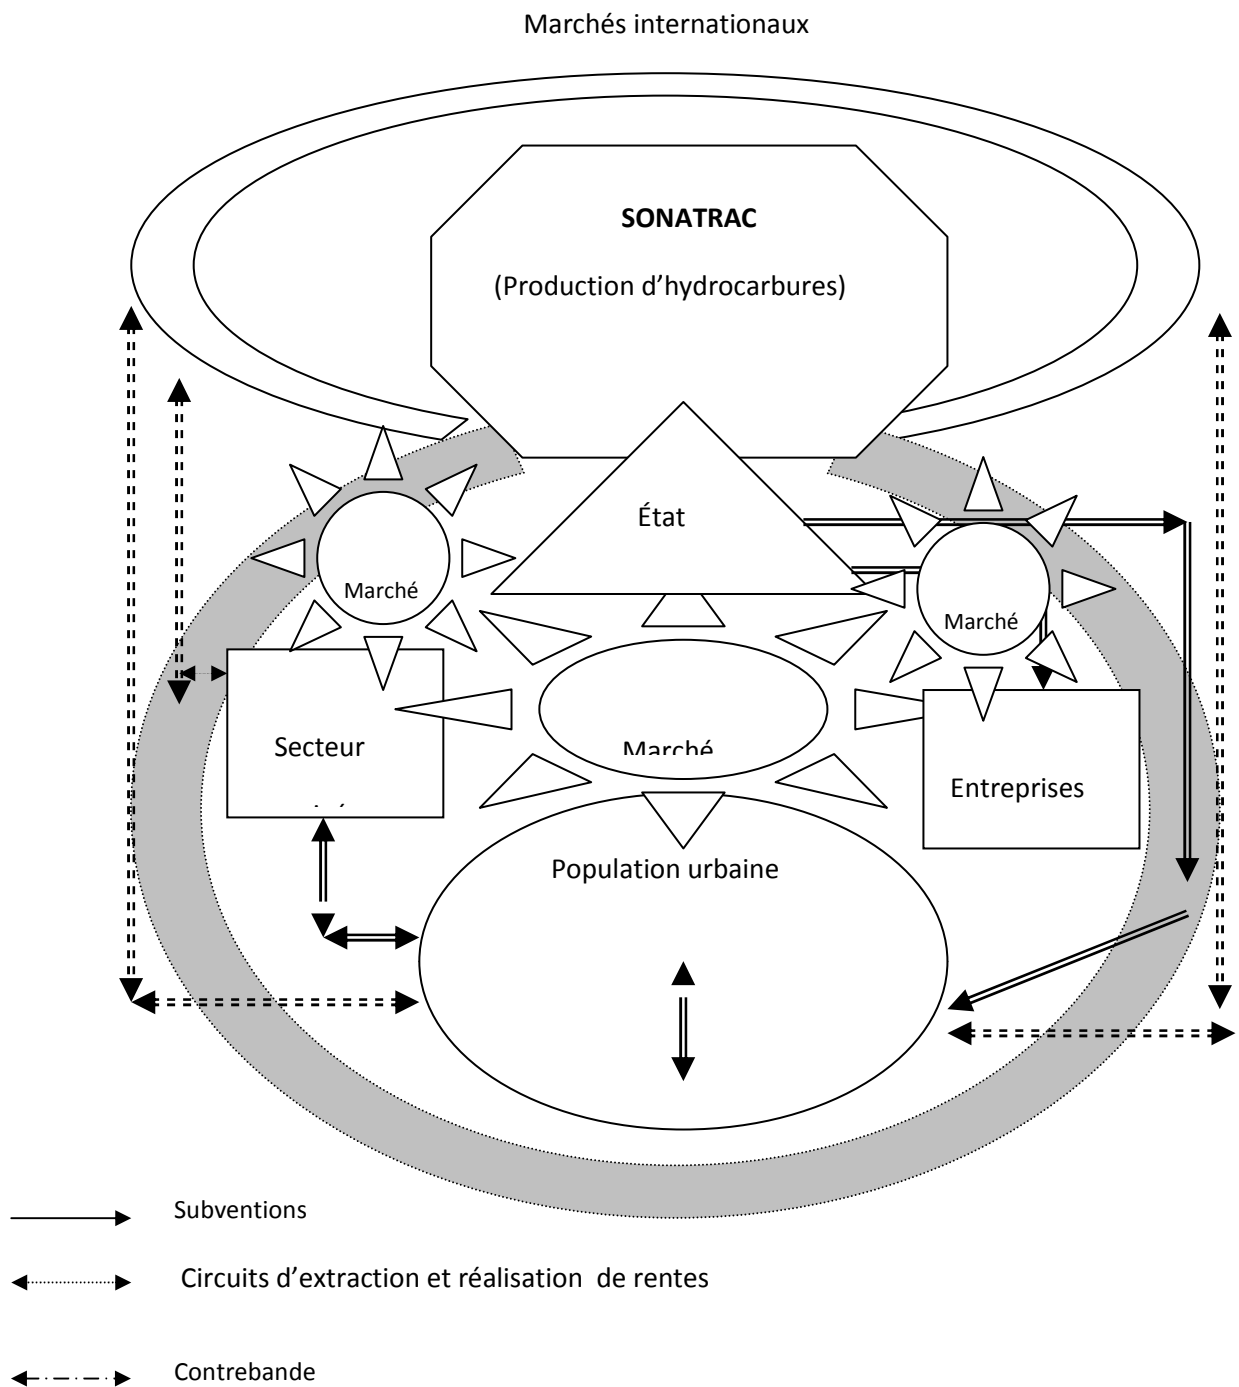 Marchés internationaux
SONATRAC
(Production d’hydrocarbures)
État
Marché
Marché
Secteur
Marché
Entreprises
Population urbaine
Subventions
Circuits d’extraction et réalisation de rentes
Contrebande